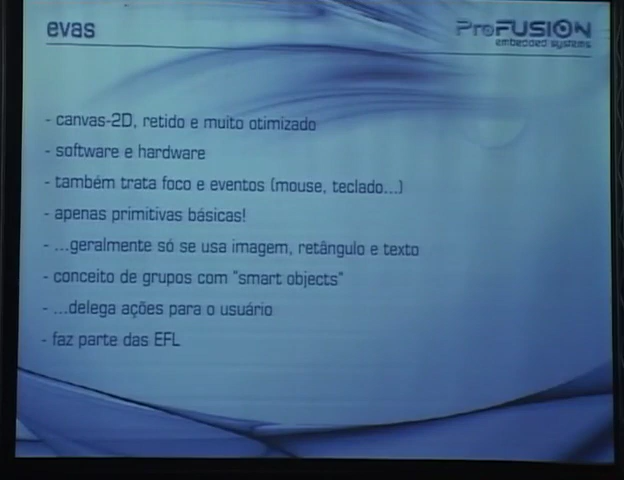 evas
ProFUSION
embedded systems
- canvas-2D, retido e muito otimizado
- software e hardware
- também trata foco e eventos (mouse, teclado...)
- apenas primitivas básicas!
- ...geralmente só se usa imagem, retângulo e texto
- conceito de grupos com "smart objects"
- ...delega ações para o usuário
- faz parte das EFL